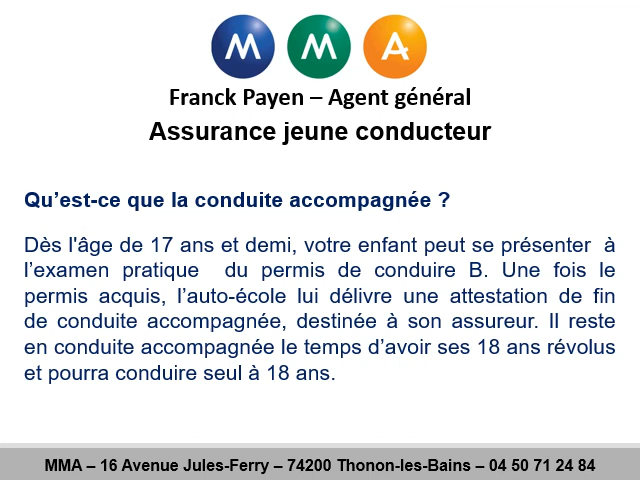 MMA
Franck Payen – Agent général
Assurance jeune conducteur
Qu’est-ce que la conduite accompagnée ?
Dès l'âge de 17 ans et demi, votre enfant peut se présenter à
l’examen pratique du permis de conduire B. Une fois le
permis acquis, l’auto-école lui délivre une attestation de fin
de conduite accompagnée, destinée à son assureur. Il reste
en conduite accompagnée le temps d’avoir ses 18 ans révolus
et pourra conduire seul à 18 ans.
MMA – 16 Avenue Jules-Ferry – 74200 Thonon-les-Bains – 04 50 71 24 84